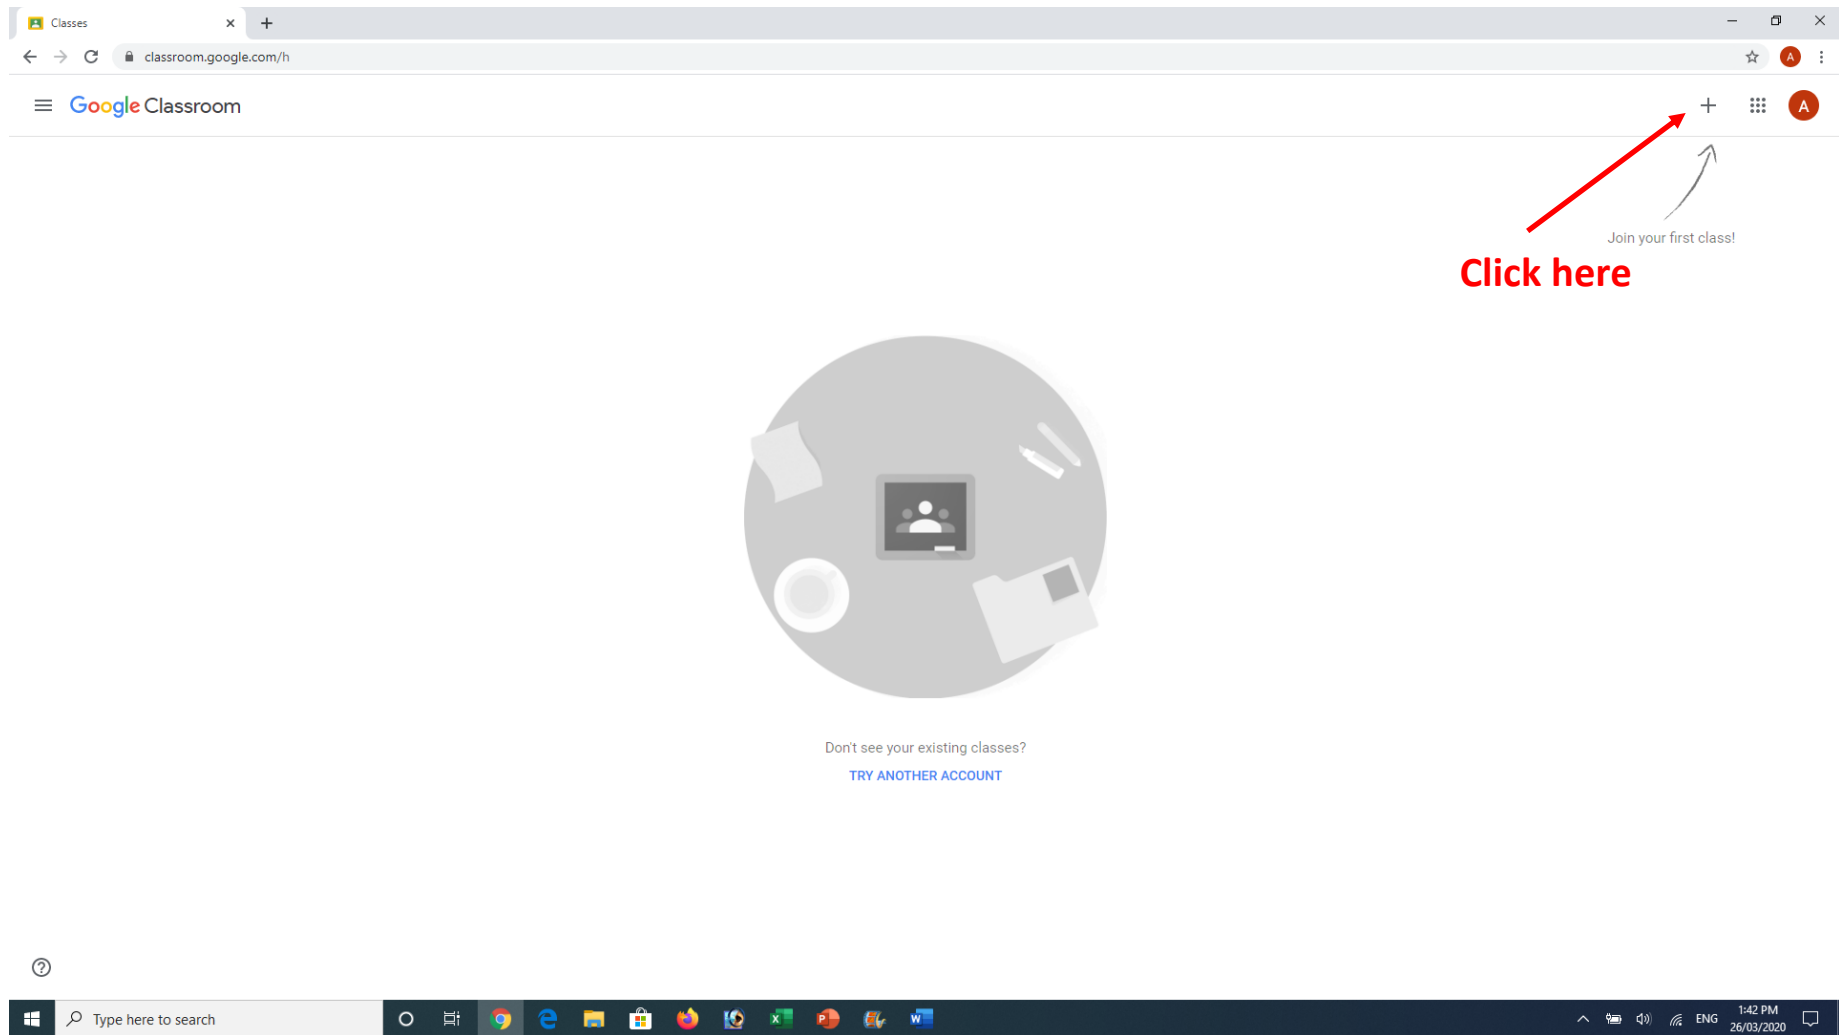 Classes
classroom.google.com/h
A
Google Classroom
A
Join your first class!
Click here
Don't see your existing classes?
TRY ANOTHER ACCOUNT
Type here to search
ENG
1:42 PM
26/03/2020